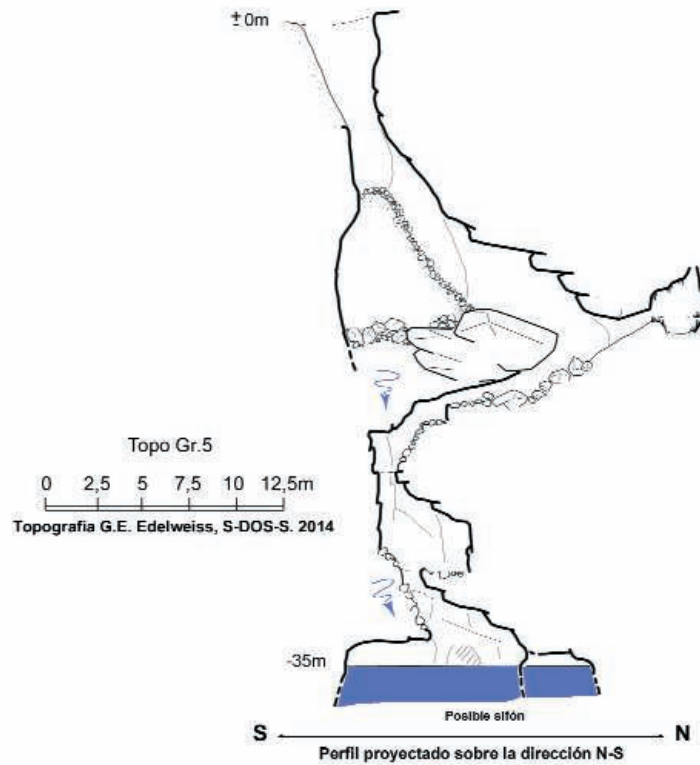 ±0m
Topo Gr.5
0 2,5 5 7,5 10 12,5m
Topografia G.E. Edelweiss, S-DOS-S. 2014
-35m
Posible sifón
S N
Perfil proyectado sobre la dirección N-S